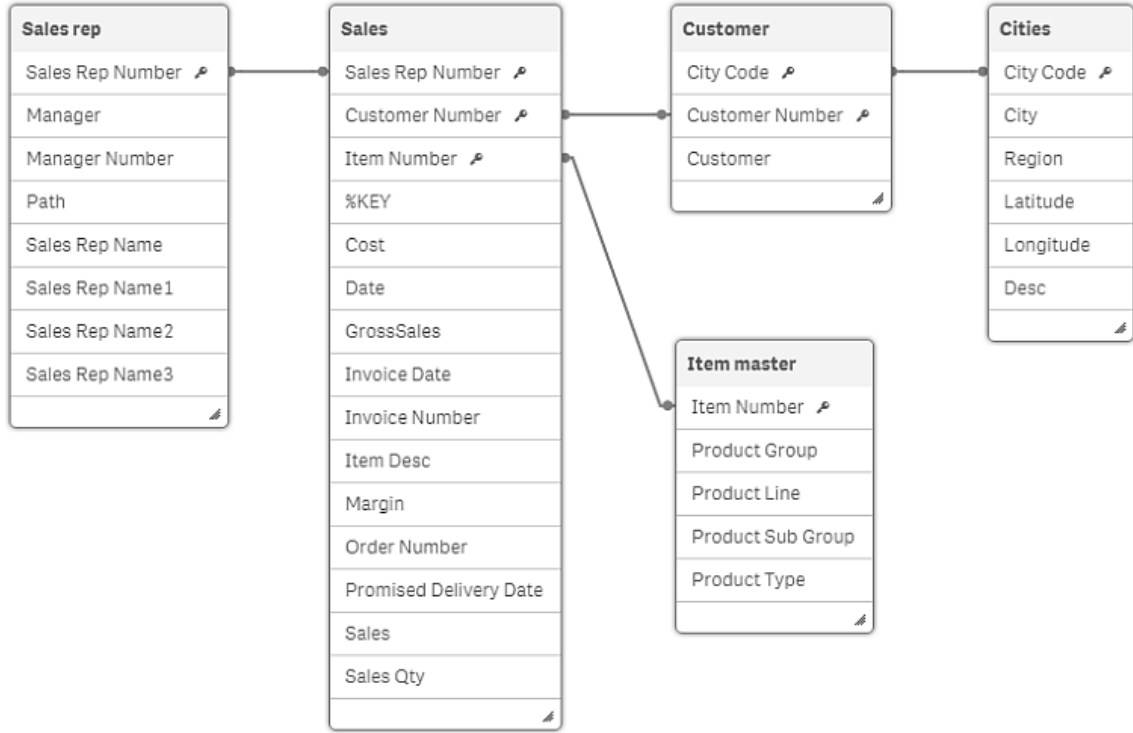 Sales rep
Sales Rep Number
Manager
Manager Number
Path
Sales Rep Name
Sales Rep Name1
Sales Rep Name2
Sales Rep Name3
Sales
Sales Rep Number
Customer Number
Item Number
%KEY
Cost
Date
GrossSales
Invoice Date
Invoice Number
Item Desc
Margin
Order Number
Promised Delivery Date
Sales
Sales Qty
Customer
City Code
Customer Number
Customer
Item master
Item Number
Product Group
Product Line
Product Sub Group
Product Type
Cities
City Code
City
Region
Latitude
Longitude
Desc